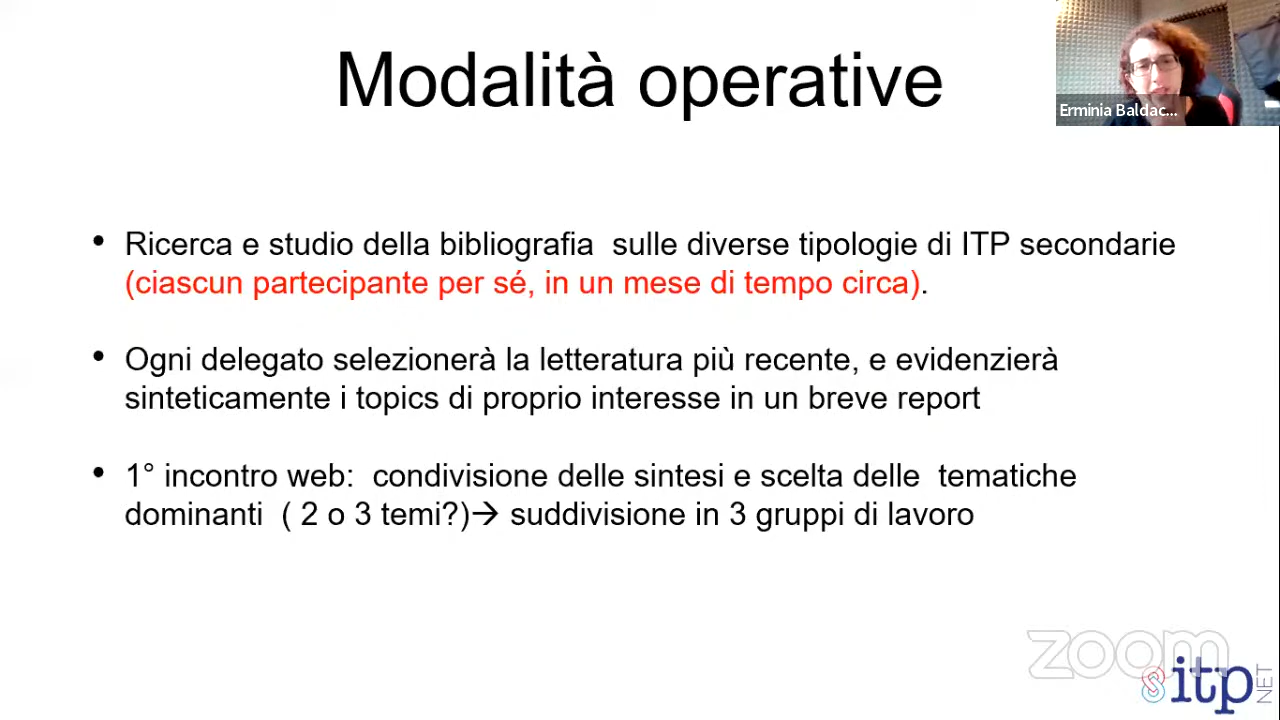 Modalità operative
Erminia Baldac...
• Ricerca e studio della bibliografia sulle diverse tipologie di ITP secondarie
(ciascun partecipante per sé, in un mese di tempo circa).
• Ogni delegato selezionerà la letteratura più recente, e evidenzierà
sinteticamente i topics di proprio interesse in un breve report
• 1° incontro web: condivisione delle sintesi e scelta delle tematiche
dominanti ( 2 o 3 temi?)→ suddivisione in 3 gruppi di lavoro
zoom
sitp
NET